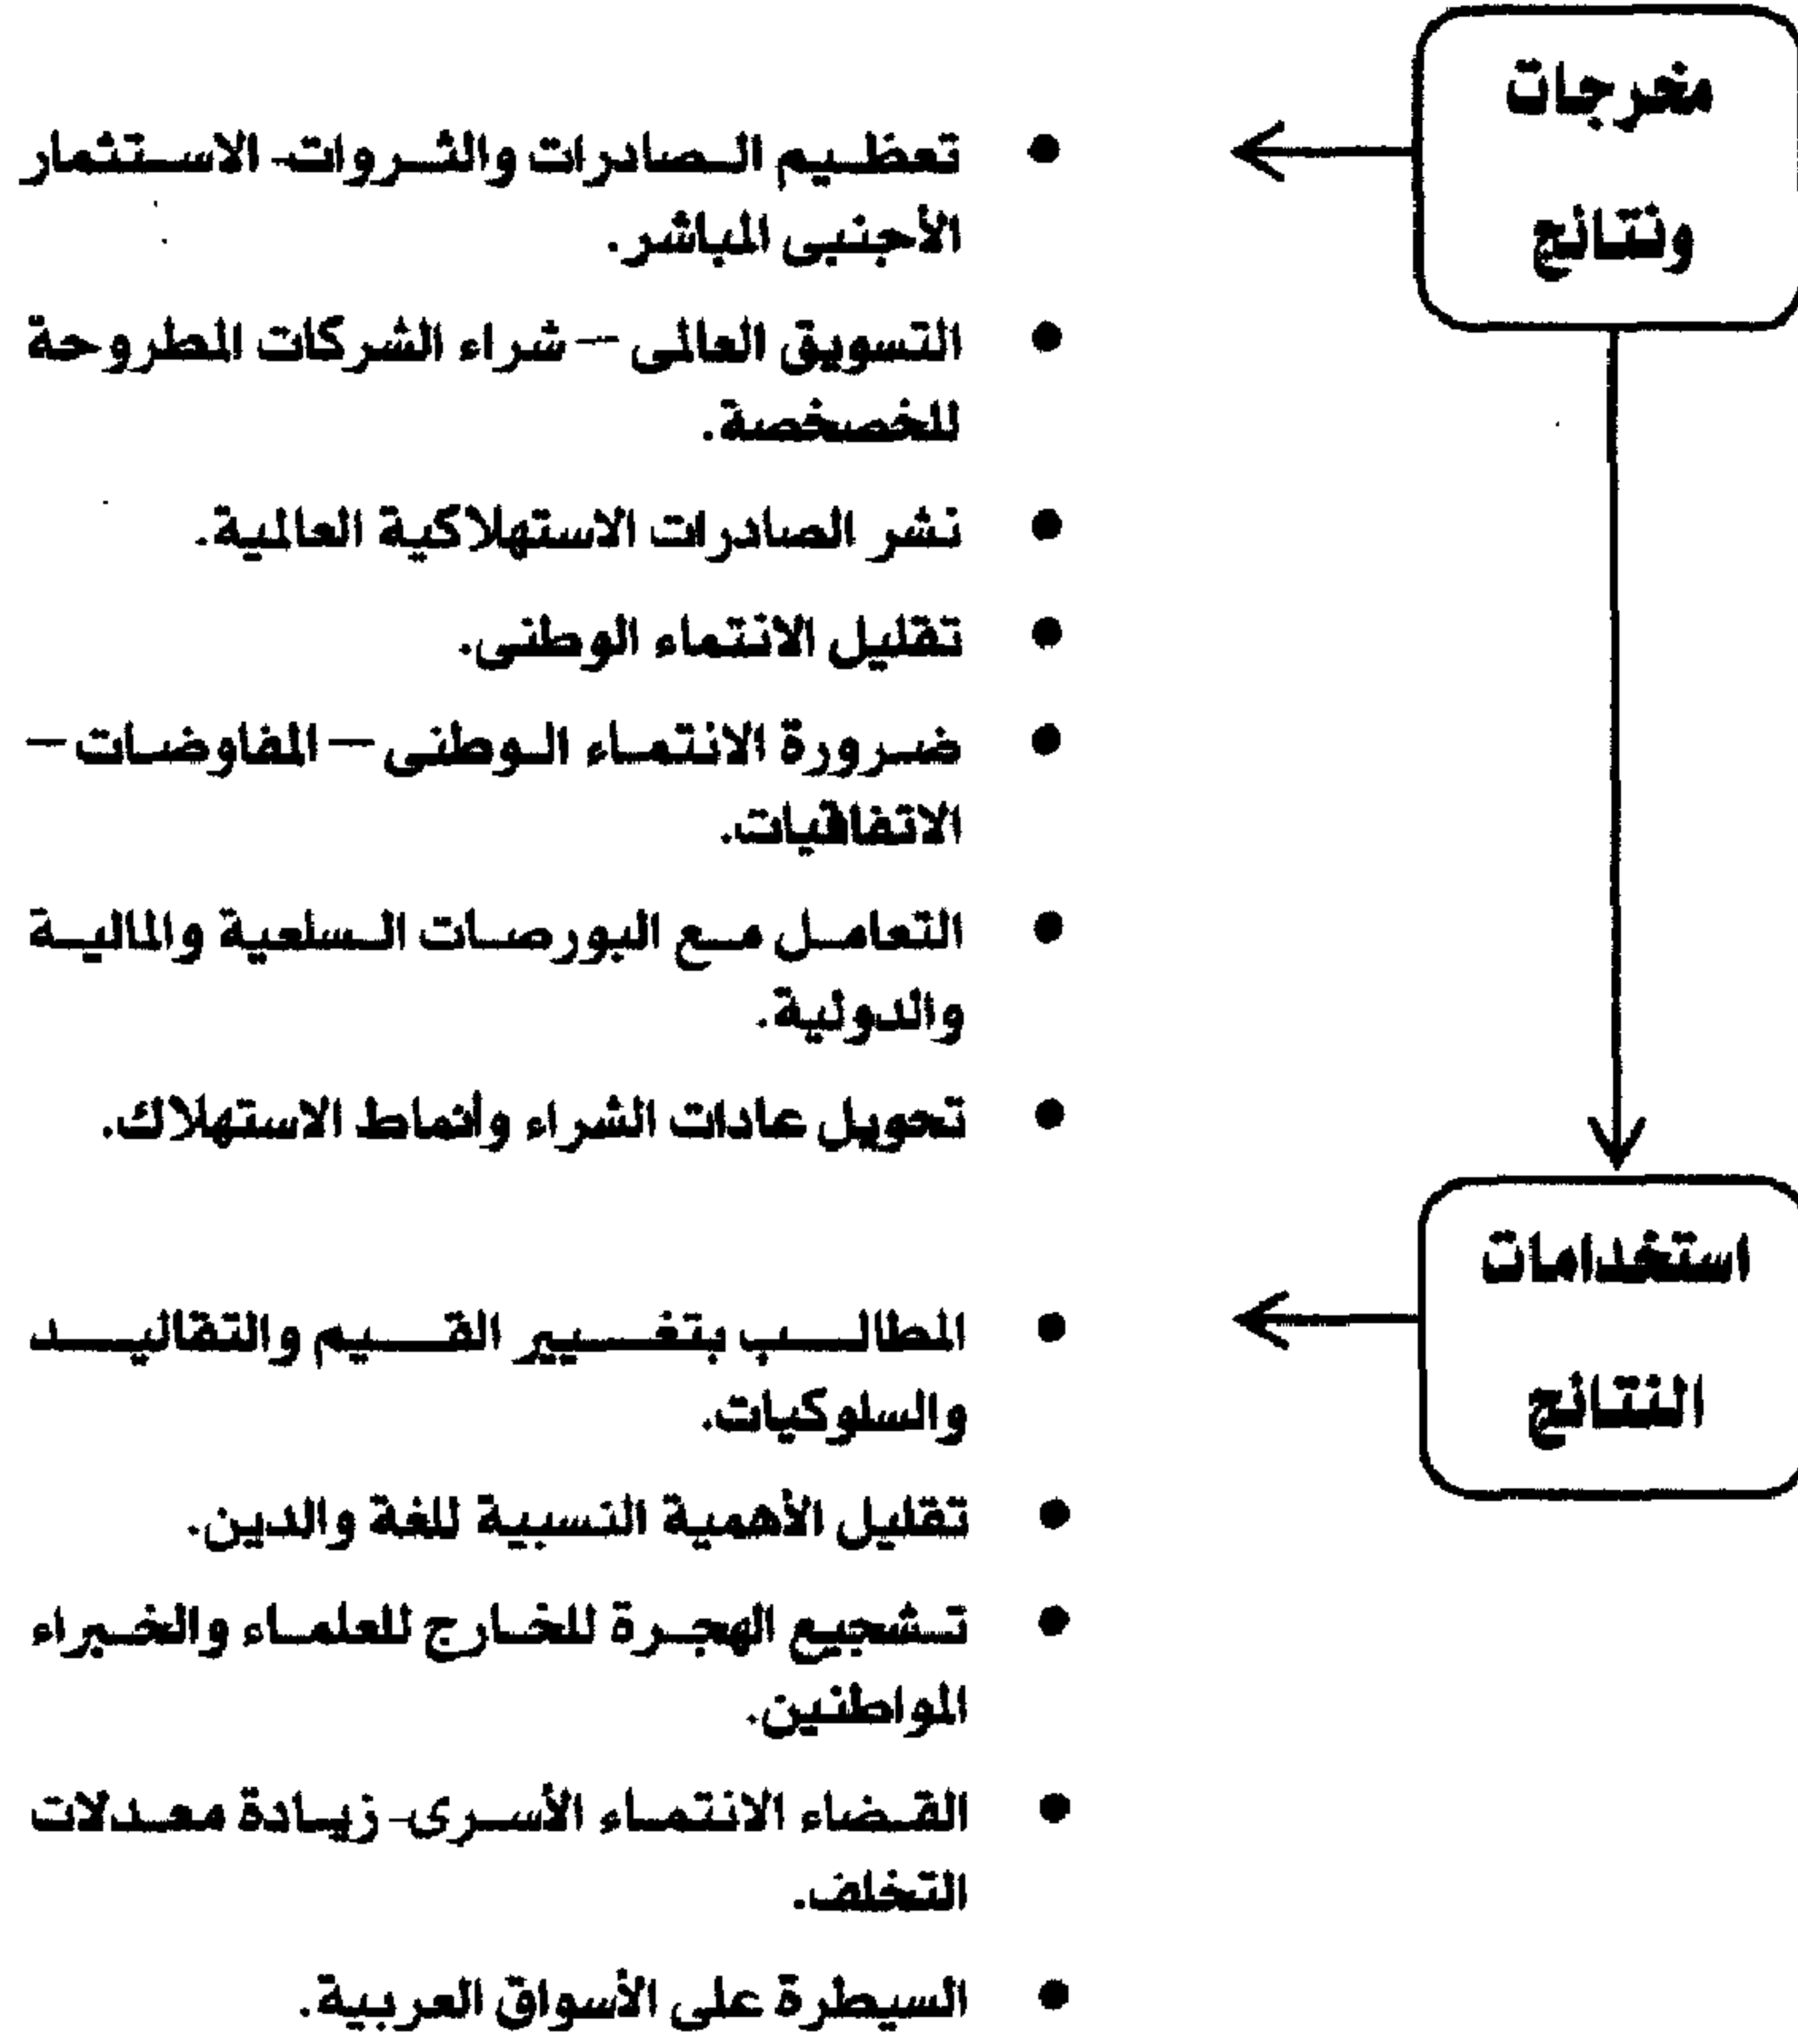 مخرجات
ونتائج
• تعظيم الصادرات والثروات- الاستثمار
الأجنبى المباشر.
• التسويق العالمى – شراء الشركات المطروحة
للخصخصة.
• نشر الصادرات الاستهلاكية العالمية.
• تقليل الانتماء الوطنى.
• ضرورة الانتماء الوطنى – المفاوضات –
الاتفاقيات.
• التعامل مع البورصات السلعية والمالية
والدولية.
• تحويل عادات الشراء وأنماط الاستهلاك.
استخدامات
النتائج
• المطالب بتغيير القيم والتقاليد
والسلوكيات.
• تقليل الأهمية النسبية للغة والدين.
• تشجيع الهجرة للخارج للعلماء والخبراء
المواطنين.
• القضاء الانتماء الأسرى- زيادة معدلات
التخلف.
• السيطرة على الأسواق العربية.